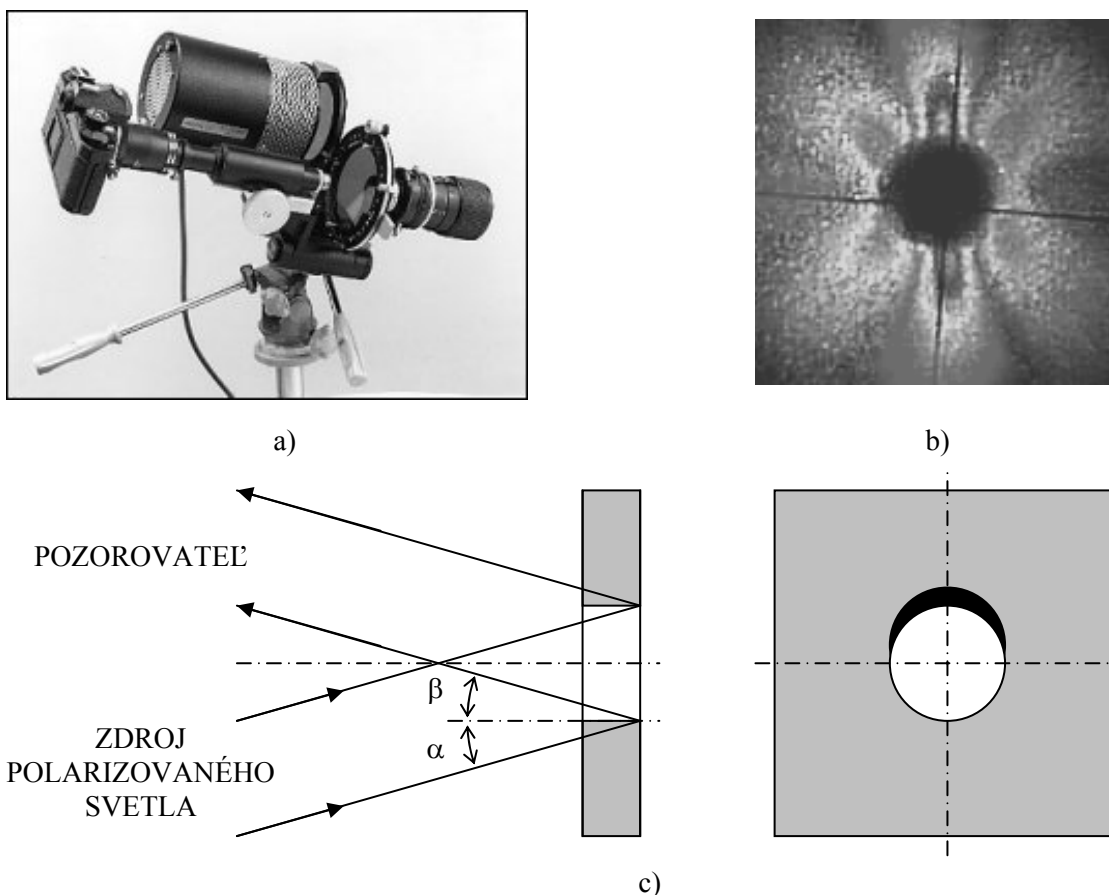 a)
b)
POZOROVATEĽ
β
α
ZDROJ
POLARIZOVANÉHO
SVETLA
c)